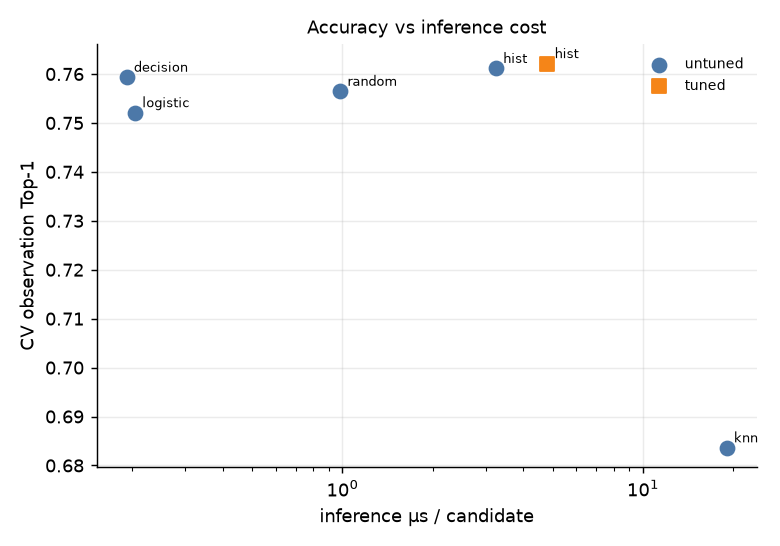 Accuracy vs inference cost
untuned
tuned
hist
hist
decision
random
logistic
knn
CV observation Top-1
0.76
0.75
0.74
0.73
0.72
0.71
0.70
0.69
0.68
10⁰
10¹
inference µs / candidate